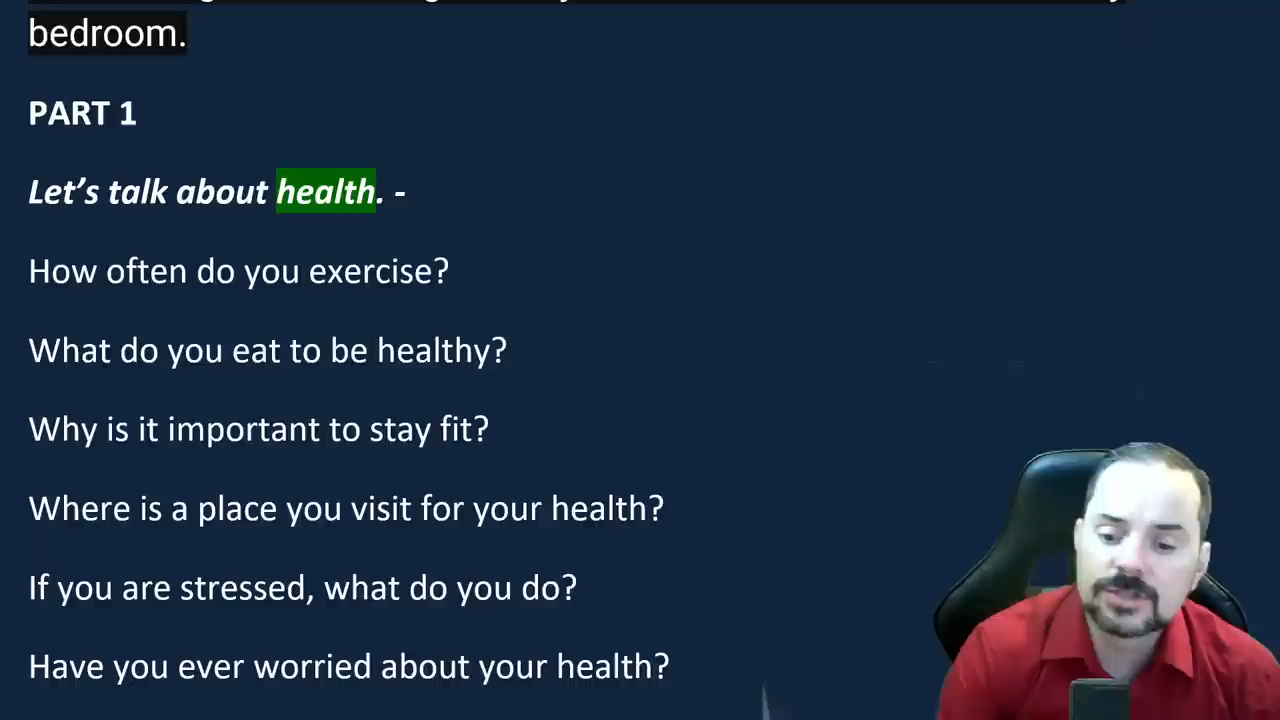 bedroom.
PART 1
Let’s talk about health. -
How often do you exercise?
What do you eat to be healthy?
Why is it important to stay fit?
Where is a place you visit for your health?
If you are stressed, what do you do?
Have you ever worried about your health?